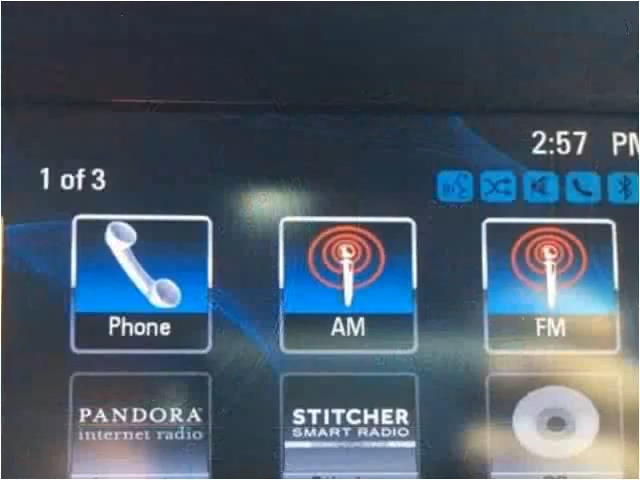 2:57 PM
1 of 3
Phone
AM
FM
PANDORA
internet radio
STITCHER
SMART RADIO